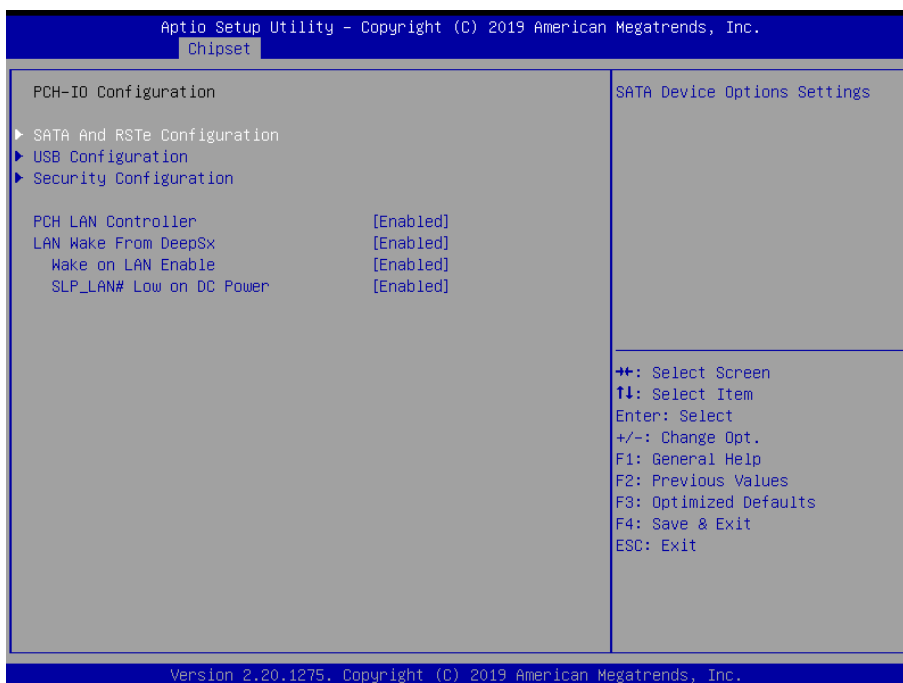 Aptio Setup Utility – Copyright (C) 2019 American Megatrends, Inc.
Chipset
PCH-IO Configuration
SATA And RSTe Configuration
USB Configuration
Security Configuration
PCH LAN Controller [Enabled]
LAN Wake From DeepSx [Enabled]
Wake on LAN Enable [Enabled]
SLP_LAN# Low on DC Power [Enabled]
SATA Device Options Settings
→←: Select Screen
↑↓: Select Item
Enter: Select
+/-: Change Opt.
F1: General Help
F2: Previous Values
F3: Optimized Defaults
F4: Save & Exit
ESC: Exit
Version 2.20.1275. Copyright (C) 2019 American Megatrends, Inc.